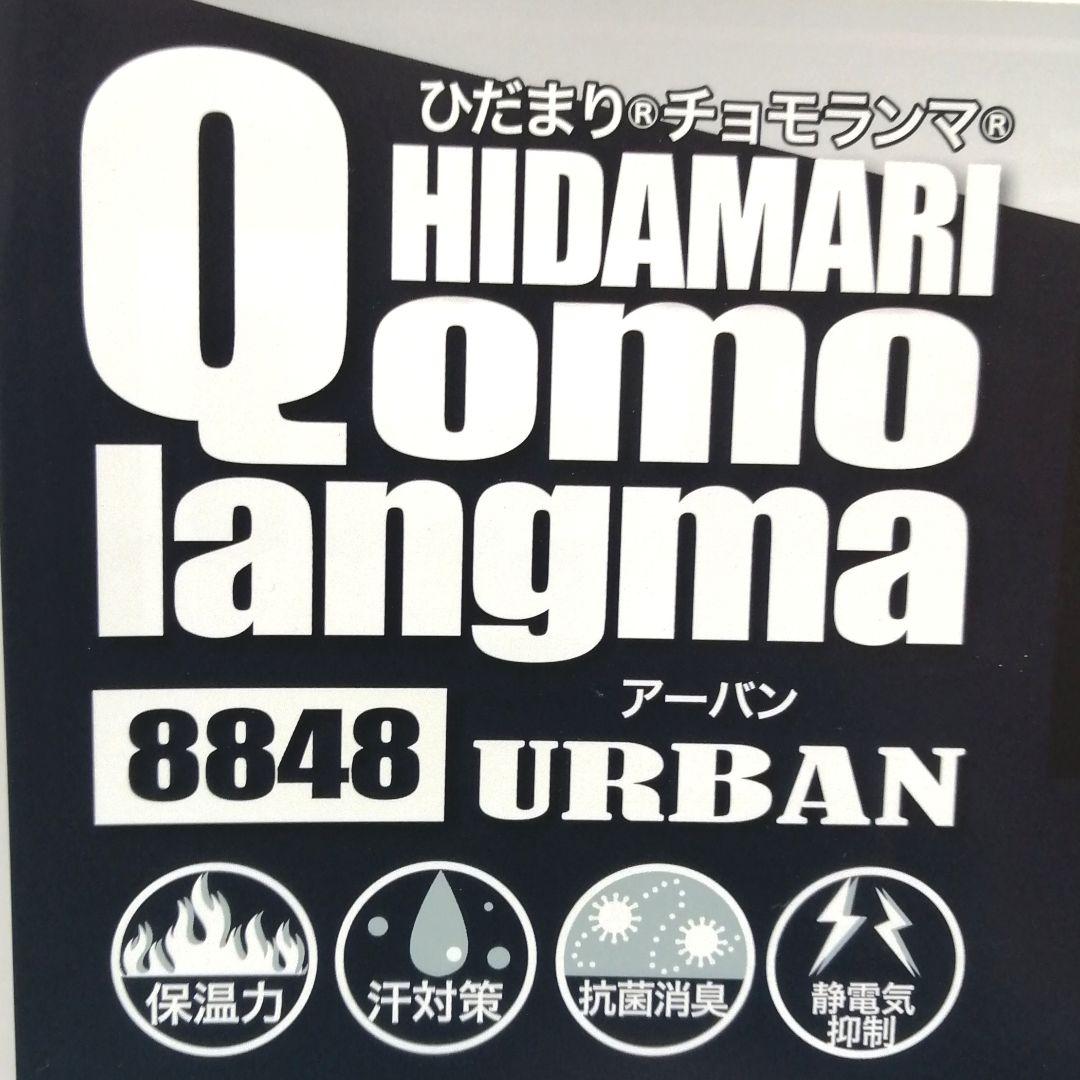 ひだまり®チョモランマ®
HIDAMARI
Qomo
langma
アーバン
8848 URBAN
保温力
汗対策
抗菌消臭
静電気
抑制